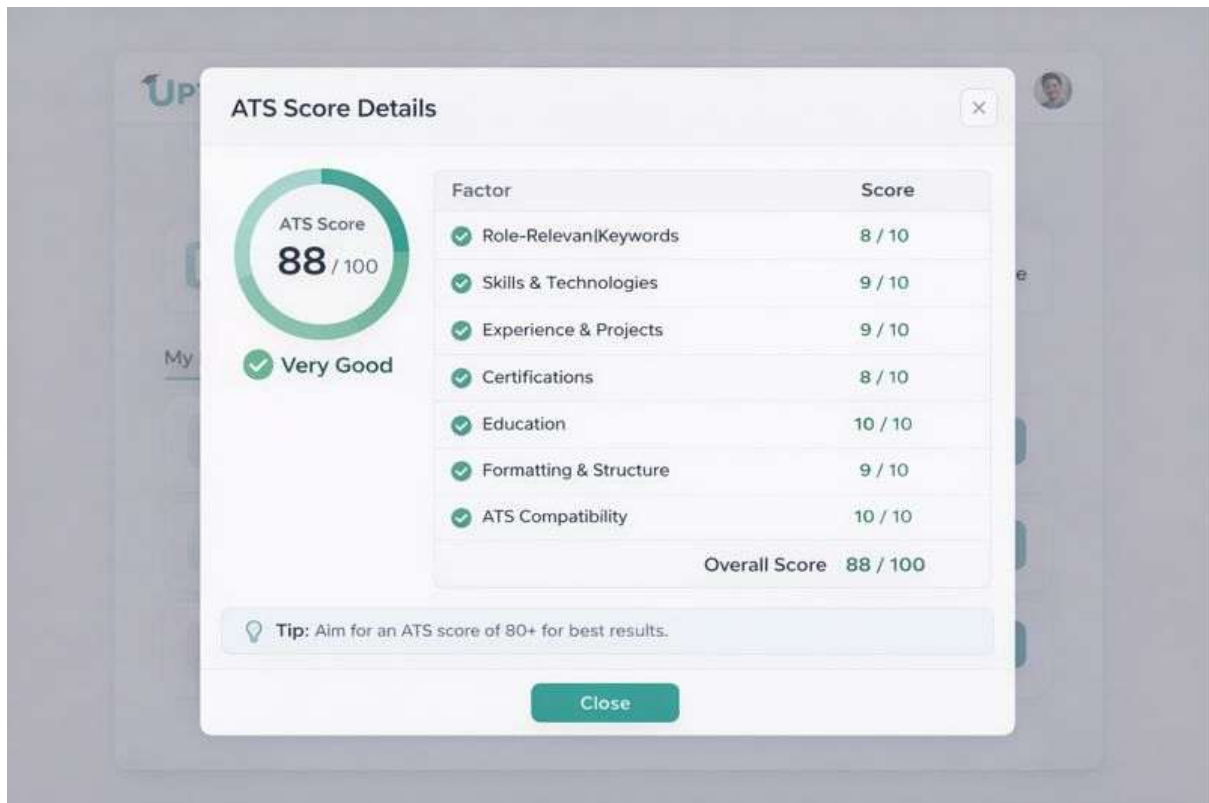 UP
ATS Score Details
ATS Score
88 / 100
Very Good
Factor Score
Role-Relevan|Keywords 8 / 10
Skills & Technologies 9 / 10
Experience & Projects 9 / 10
Certifications 8 / 10
Education 10 / 10
Formatting & Structure 9 / 10
ATS Compatibility 10 / 10
Overall Score 88 / 100
My
e
Tip: Aim for an ATS score of 80+ for best results.
Close